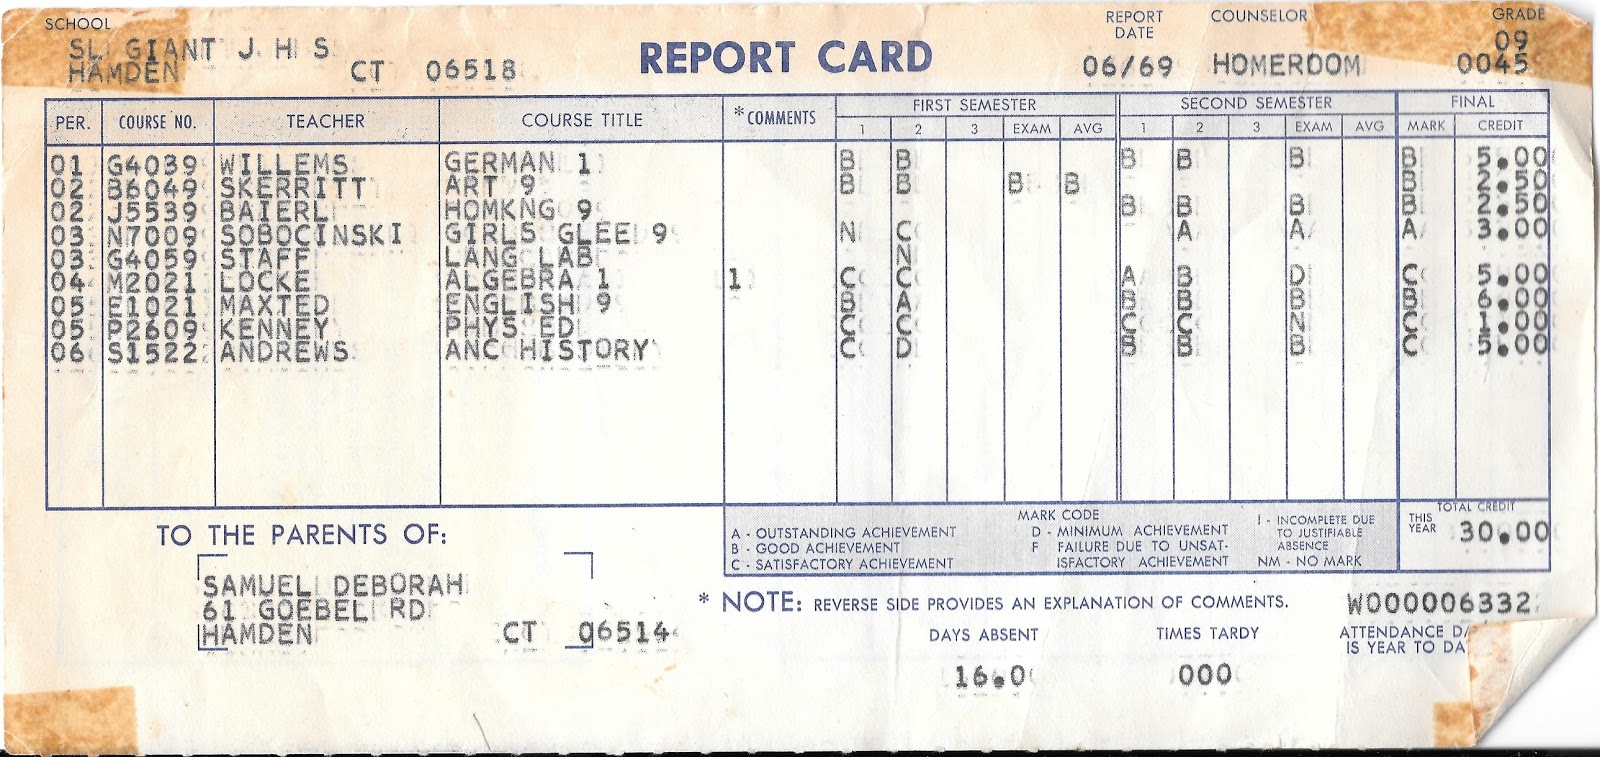 SCHOOL
SL GIANT J H S
HAMDEN CT 06518
REPORT CARD
REPORT DATE 06/69
COUNSELOR HOMEROOM
GRADE 09
0045
PER. COURSE NO. TEACHER COURSE TITLE * COMMENTS FIRST SEMESTER SECOND SEMESTER FINAL
1 2 3 EXAM AVG 1 2 3 EXAM AVG MARK CREDIT
01 G4039 WILLEMS GERMAN 1 B B B B B B 5.00
02 B6049 SKERRITT ART 9 B B B B B 2.50
02 J5539 BAIERL HOMKNG 9 B B B B 2.50
03 N7009 SOBOCINSKI GIRLS GLEE 9 N C A A A 3.00
03 G4059 STAFF LANG LAB N
04 M2021 LOCKE ALGEBRA 1 1 C C A B D C 5.00
05 E1021 MAXTED ENGLISH 9 B A B B B B 6.00
05 P2609 KENNEY PHYS ED C C C C N C 1.00
06 S1522 ANDREWS ANC HISTORY C D B B B C 5.00
MARK CODE
A - OUTSTANDING ACHIEVEMENT
B - GOOD ACHIEVEMENT
C - SATISFACTORY ACHIEVEMENT
D - MINIMUM ACHIEVEMENT
F FAILURE DUE TO UNSAT-
ISFACTORY ACHIEVEMENT
I - INCOMPLETE DUE
TO JUSTIFIABLE
ABSENCE
NM - NO MARK
TOTAL CREDIT
THIS YEAR 30.00
TO THE PARENTS OF:
SAMUEL DEBORAH
61 GOEBEL RD
HAMDEN CT 06514
* NOTE: REVERSE SIDE PROVIDES AN EXPLANATION OF COMMENTS.
W000006332
DAYS ABSENT TIMES TARDY ATTENDANCE DA
IS YEAR TO DA
16.0 000